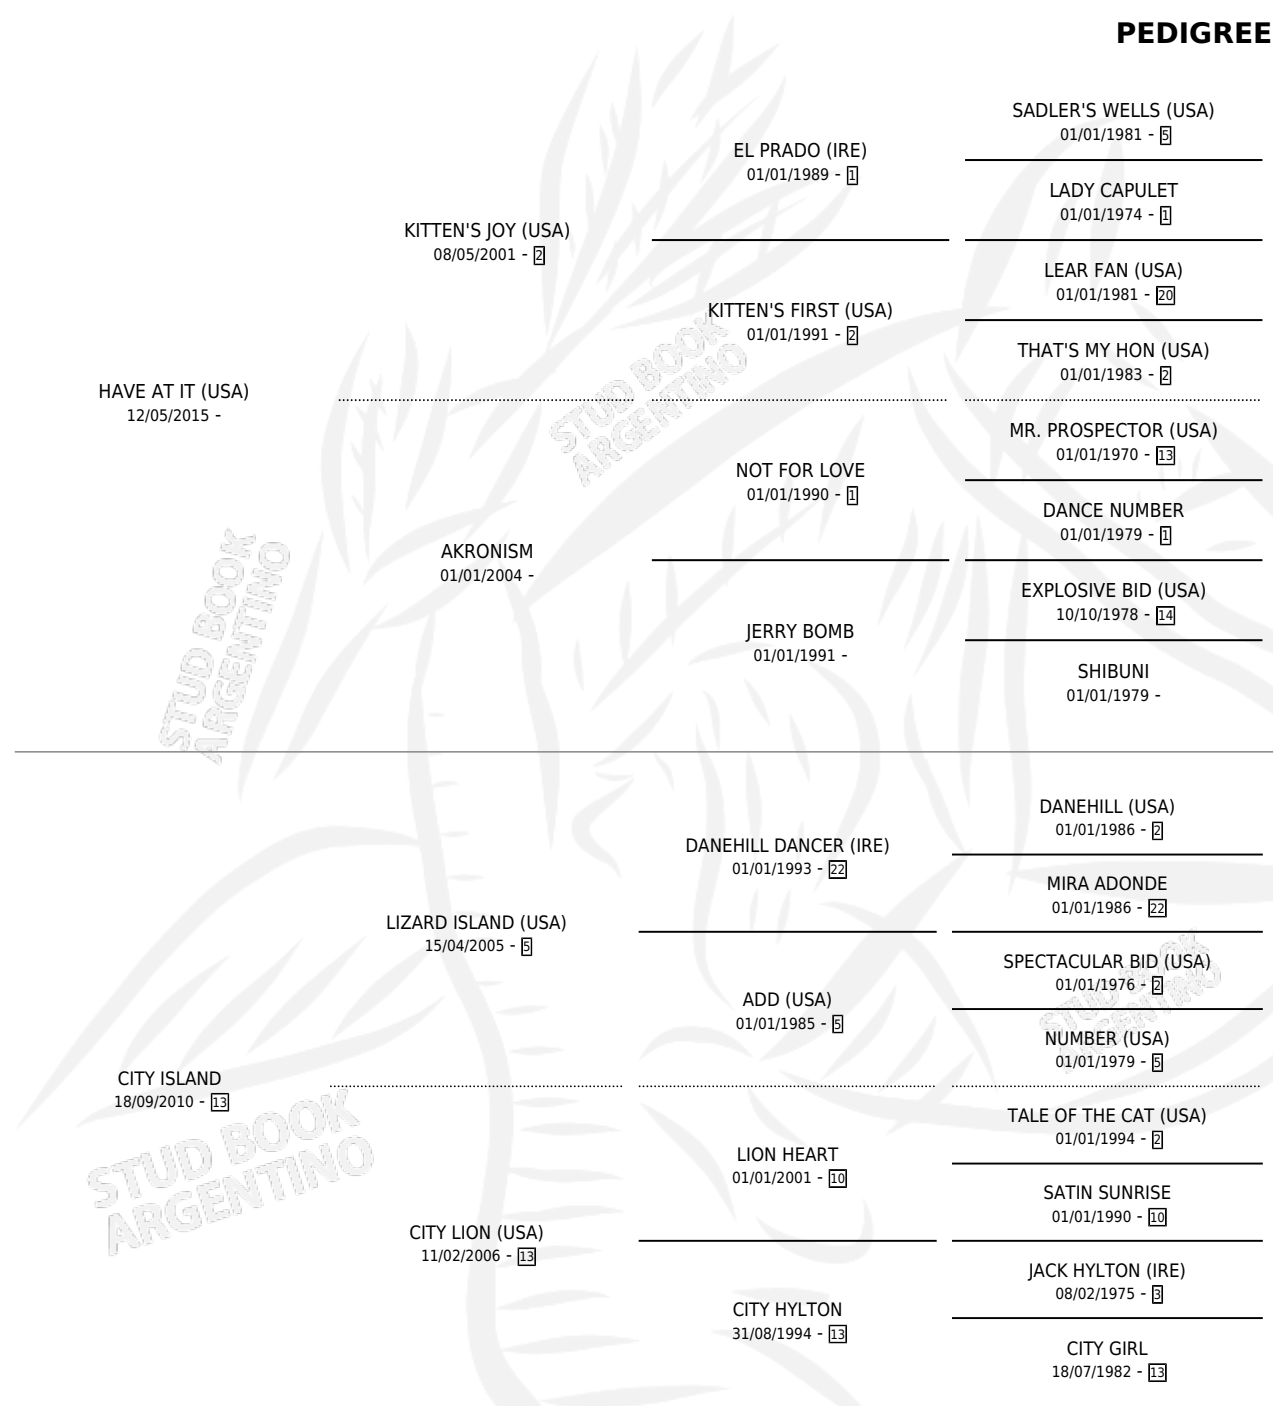 PEDIGREE
SADLER'S WELLS (USA)
01/01/1981 - 5
EL PRADO (IRE)
01/01/1989 - 1
LADY CAPULET
01/01/1974 - 1
KITTEN'S JOY (USA)
08/05/2001 - 2
LEAR FAN (USA)
01/01/1981 - 20
KITTEN'S FIRST (USA)
01/01/1991 - 2
THAT'S MY HON (USA)
01/01/1983 - 2
HAVE AT IT (USA)
12/05/2015 -
MR. PROSPECTOR (USA)
01/01/1970 - 13
NOT FOR LOVE
01/01/1990 - 1
DANCE NUMBER
01/01/1979 - 1
AKRONISM
01/01/2004 -
EXPLOSIVE BID (USA)
10/10/1978 - 14
JERRY BOMB
01/01/1991 -
SHIBUNI
01/01/1979 -
STUD BOOK
ARGENTINO
STUD BOOK
ARGENTINO
DANEHILL (USA)
01/01/1986 - 2
DANEHILL DANCER (IRE)
01/01/1993 - 22
MIRA ADONDE
01/01/1986 - 22
LIZARD ISLAND (USA)
15/04/2005 - 5
SPECTACULAR BID (USA)
01/01/1976 - 2
ADD (USA)
01/01/1985 - 5
NUMBER (USA)
01/01/1979 - 5
STUD BOOK
ARGENTINO
CITY ISLAND
18/09/2010 - 13
TALE OF THE CAT (USA)
01/01/1994 - 2
LION HEART
01/01/2001 - 10
SATIN SUNRISE
01/01/1990 - 10
CITY LION (USA)
11/02/2006 - 13
JACK HYLTON (IRE)
08/02/1975 - 3
CITY HYLTON
31/08/1994 - 13
CITY GIRL
18/07/1982 - 13
STUD BOOK
ARGENTINO